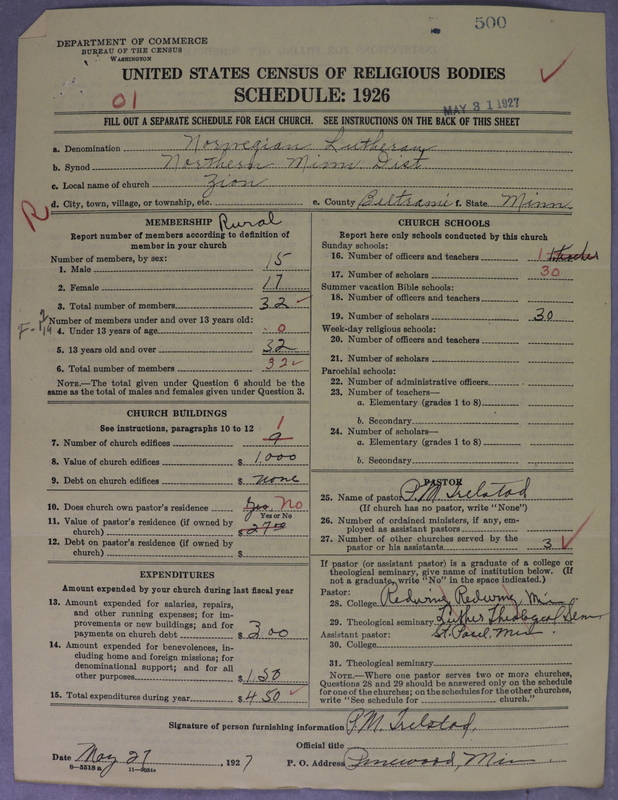 500
DEPARTMENT OF COMMERCE
BUREAU OF THE CENSUS
WASHINGTON
UNITED STATES CENSUS OF RELIGIOUS BODIES
SCHEDULE: 1926
01
MAY 31 1927
FILL OUT A SEPARATE SCHEDULE FOR EACH CHURCH. SEE INSTRUCTIONS ON THE BACK OF THIS SHEET
a. Denomination Norwegian Lutheran
b. Synod Northern Minn Dist
c. Local name of church Zion
d. City, town, village, or township, etc. e. County Beltrami f. State Minn
R
MEMBERSHIP Rural
Report number of members according to definition of
member in your church
Number of members, by sex:
1. Male 15
2. Female 17
3. Total number of members 32
Number of members under and over 13 years old:
4. Under 13 years of age 0
5. 13 years old and over 32
6. Total number of members 32
NOTE.—The total given under Question 6 should be the
same as the total of males and females given under Question 3.
CHURCH BUILDINGS
See instructions, paragraphs 10 to 12
1
7. Number of church edifices 9
8. Value of church edifices $ 1,000
9. Debt on church edifices $ none
10. Does church own pastor's residence Yes No
Yes or No
11. Value of pastor's residence (if owned by
church) $ 2700
12. Debt on pastor's residence (if owned by
church) $
EXPENDITURES
Amount expended by your church during last fiscal year
13. Amount expended for salaries, repairs,
and other running expenses; for im-
provements or new buildings; and for
payments on church debt $ 300
14. Amount expended for benevolences, in-
cluding home and foreign missions; for
denominational support; and for all
other purposes $ 150
15. Total expenditures during year $ 450
CHURCH SCHOOLS
Report here only schools conducted by this church
Sunday schools:
16. Number of officers and teachers 1 teacher
17. Number of scholars 30
Summer vacation Bible schools:
18. Number of officers and teachers
19. Number of scholars 30
Week-day religious schools:
20. Number of officers and teachers
21. Number of scholars
Parochial schools:
22. Number of administrative officers
23. Number of teachers—
a. Elementary (grades 1 to 8)
b. Secondary
24. Number of scholars—
a. Elementary (grades 1 to 8)
b. Secondary
PASTOR
25. Name of pastor P.M. Trelstad
(If church has no pastor, write "None")
26. Number of ordained ministers, if any, em-
ployed as assistant pastors
27. Number of other churches served by the
pastor or his assistants 3
If pastor (or assistant pastor) is a graduate of a college or
theological seminary, give name of institution below. (If
not a graduate, write "No" in the space indicated.)
Pastor:
28. College Redwing Redwing, Min
29. Theological seminary Luther Theological Sem
Assistant pastor: St. Paul, Min.
30. College
31. Theological seminary
NOTE.—Where one pastor serves two or more churches,
Questions 28 and 29 should be answered only on the schedule
for one of the churches; on the schedules for the other churches,
write "See schedule for church."
Signature of person furnishing information P.M. Trelstad,
Official title
Date May 27, 1927 P. O. Address Pinewood, Min
8—5518 a